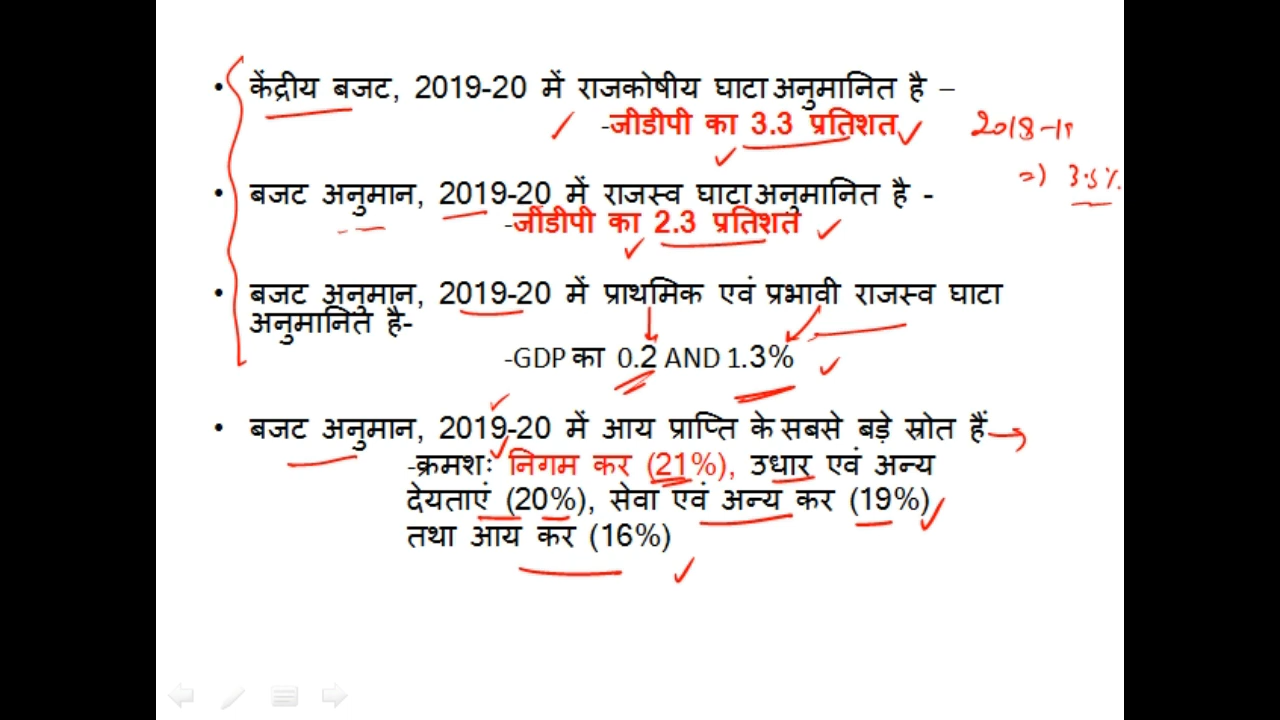 • केंद्रीय बजट, 2019-20 में राजकोषीय घाटा अनुमानित है –
-जीडीपी का 3.3 प्रतिशत
2018-19
=) 3.5%
• बजट अनुमान, 2019-20 में राजस्व घाटा अनुमानित है -
-जीडीपी का 2.3 प्रतिशत
• बजट अनुमान, 2019-20 में प्राथमिक एवं प्रभावी राजस्व घाटा
अनुमानित है-
-GDP का 0.2 AND 1.3%
• बजट अनुमान, 2019-20 में आय प्राप्ति के सबसे बड़े स्रोत हैं
-क्रमशः निगम कर (21%), उधार एवं अन्य
देयताएं (20%), सेवा एवं अन्य कर (19%)
तथा आय कर (16%)